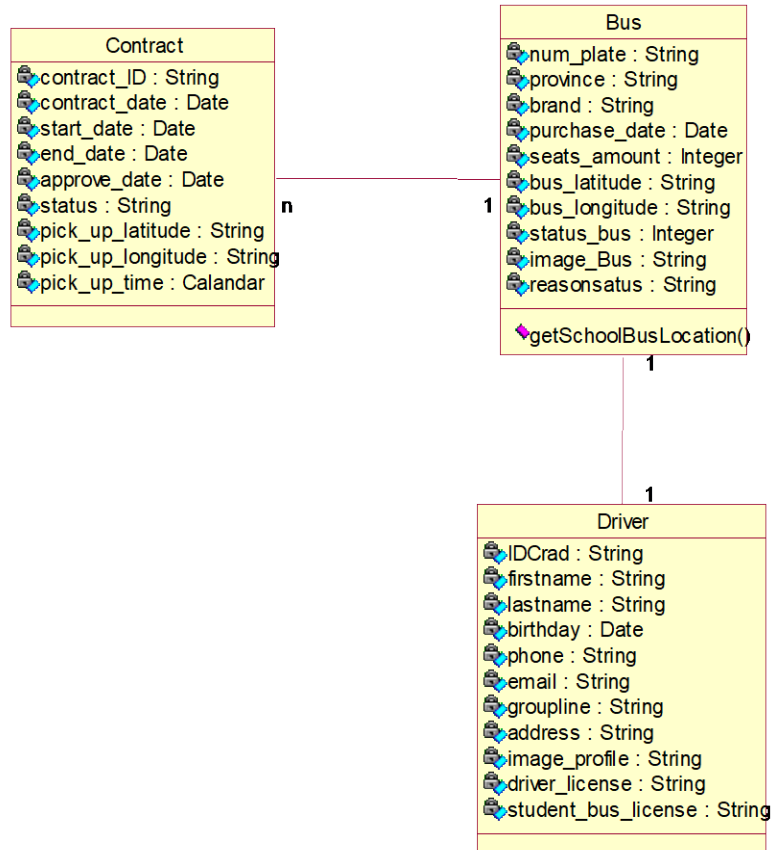 Contract
contract_ID : String
contract_date : Date
start_date : Date
end_date : Date
approve_date : Date
status : String
pick_up_latitude : String
pick_up_longitude : String
pick_up_time : Calandar
n
1
Bus
num_plate : String
province : String
brand : String
purchase_date : Date
seats_amount : Integer
bus_latitude : String
bus_longitude : String
status_bus : Integer
image_Bus : String
reasonsatus : String
getSchoolBusLocation()
1
1
Driver
IDCrad : String
firstname : String
lastname : String
birthday : Date
phone : String
email : String
groupline : String
address : String
image_profile : String
driver_license : String
student_bus_license : String